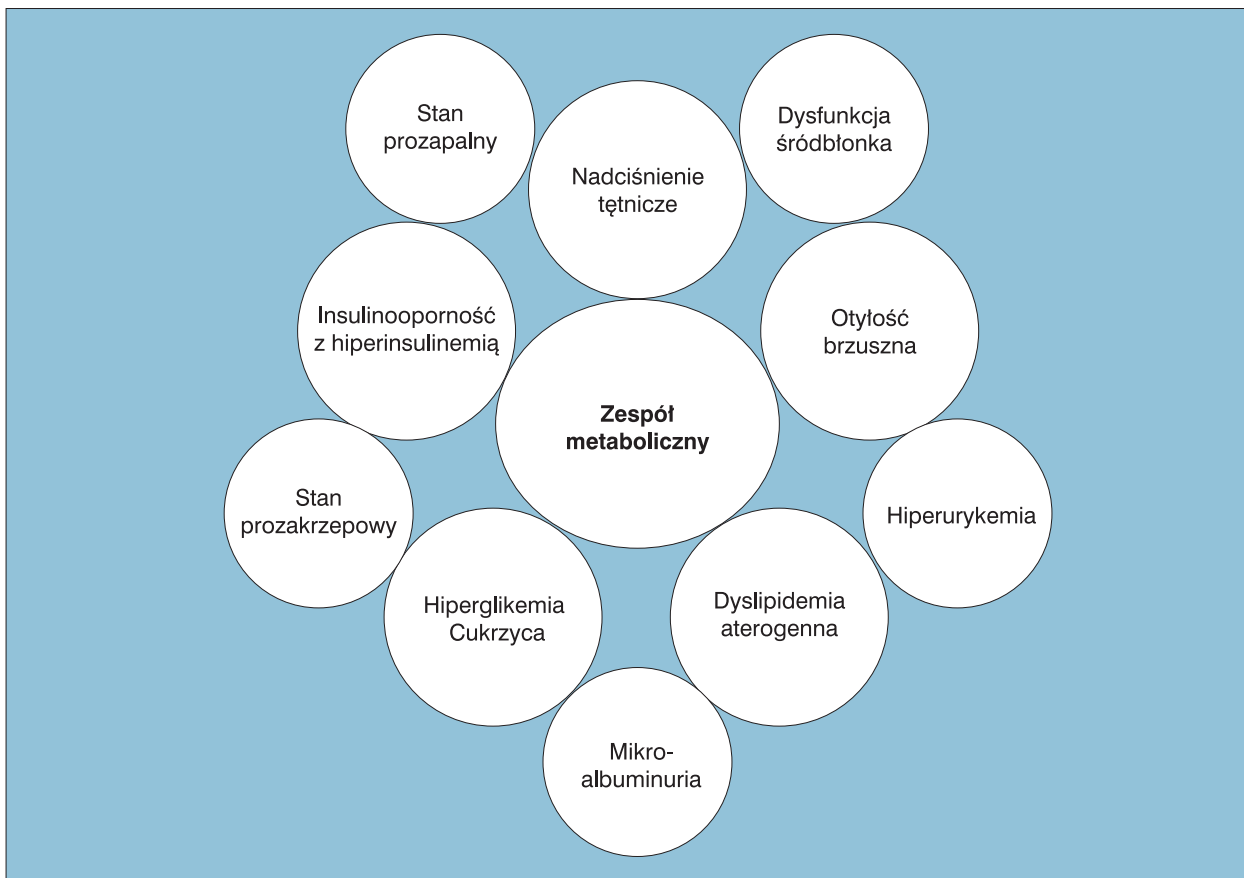 Stan
prozapalny
Dysfunkcja
śródbłonka
Nadciśnienie
tętnicze
Insulinooporność
z hiperinsulinemią
Otyłość
brzuszna
Zespół
metaboliczny
Stan
prozakrzepowy
Hiperurykemia
Hiperglikemia
Cukrzyca
Dyslipidemia
aterogenna
Mikro-
albuminuria